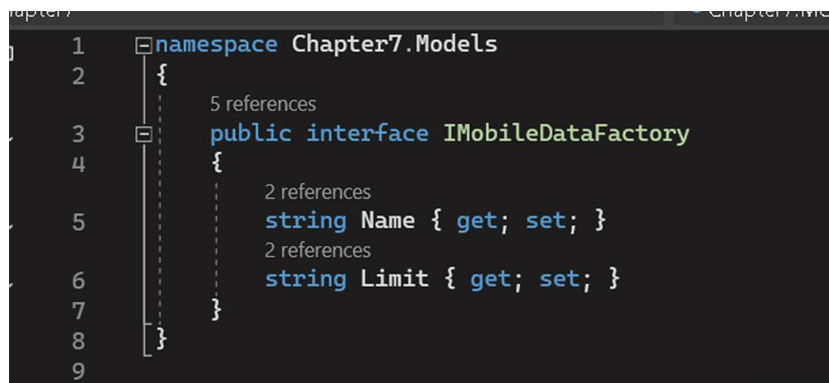 1 namespace Chapter7.Models
2 {
5 references
3 public interface IMobileDataFactory
4 {
2 references
5 string Name { get; set; }
2 references
6 string Limit { get; set; }
7 }
8 }
9